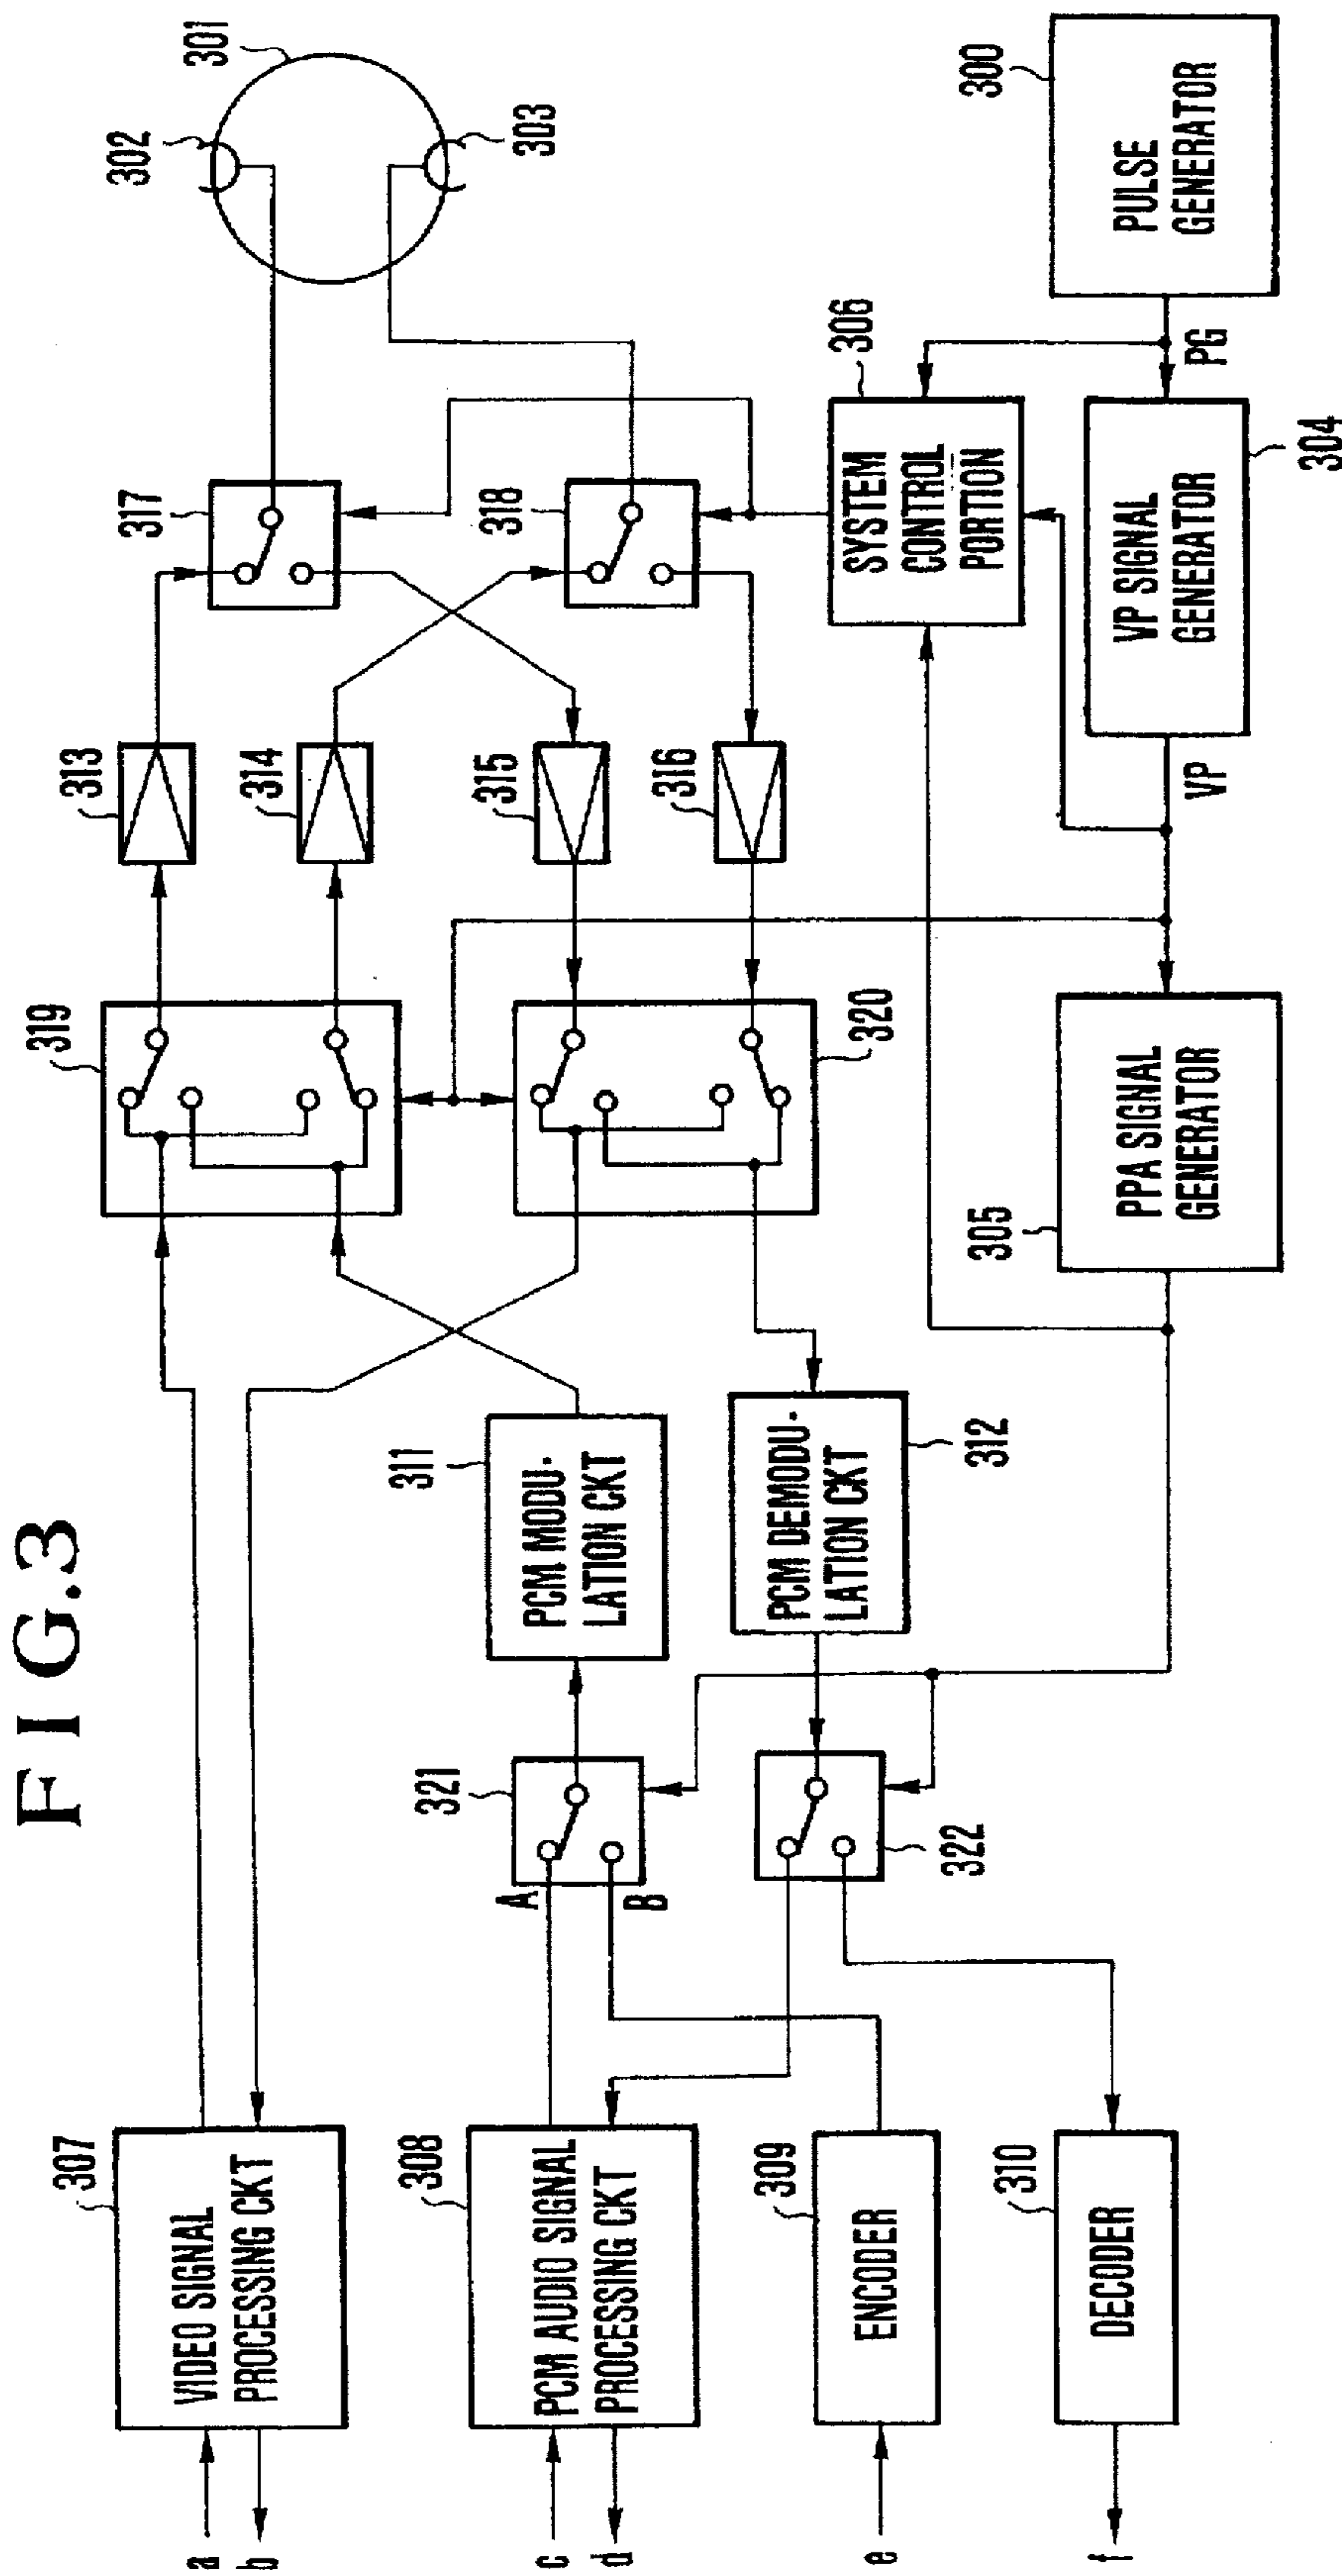 FIG.3
307
VIDEO SIGNAL
PROCESSING CKT
a
b
308
PCM AUDIO SIGNAL
PROCESSING CKT
c
d
309
ENCODER
e
310
DECODER
f
321
A
B
322
311
PCM MODU-
LATION CKT
PCM DEMODU-
LATION CKT
312
319
320
305
PPA SIGNAL
GENERATOR
313
314
315
316
VP
317
318
306
SYSTEM
CONTROL
PORTION
VP SIGNAL
GENERATOR
304
PG
302
301
303
300
PULSE
GENERATOR